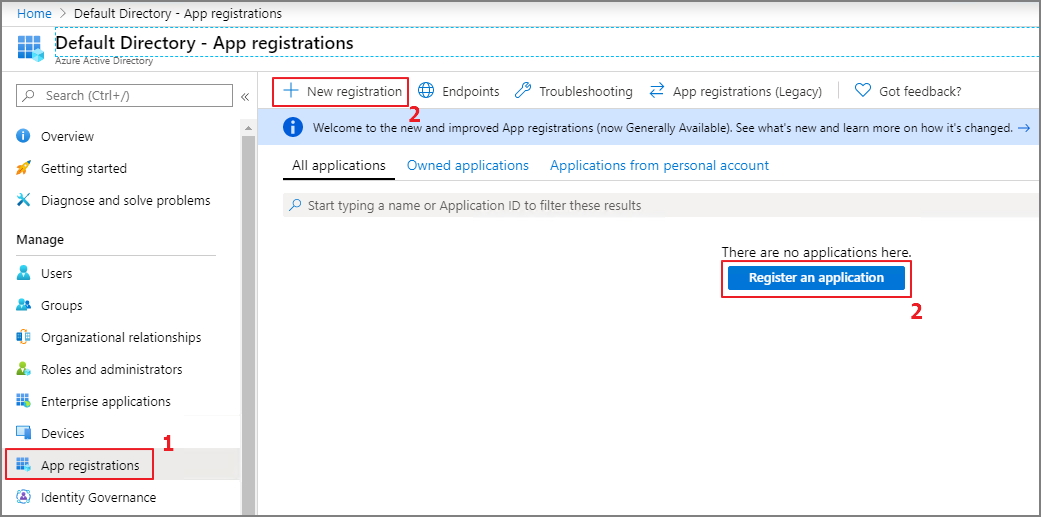 Home > Default Directory - App registrations
Default Directory - App registrations
Azure Active Directory
Search (Ctrl+/)
«
Overview
Getting started
Diagnose and solve problems
Manage
Users
Groups
Organizational relationships
Roles and administrators
Enterprise applications
Devices
1
App registrations
Identity Governance
+ New registration
2
Endpoints
Troubleshooting
App registrations (Legacy)
Got feedback?
Welcome to the new and improved App registrations (now Generally Available). See what's new and learn more on how it's changed. →
All applications
Owned applications
Applications from personal account
Start typing a name or Application ID to filter these results
There are no applications here.
Register an application
2